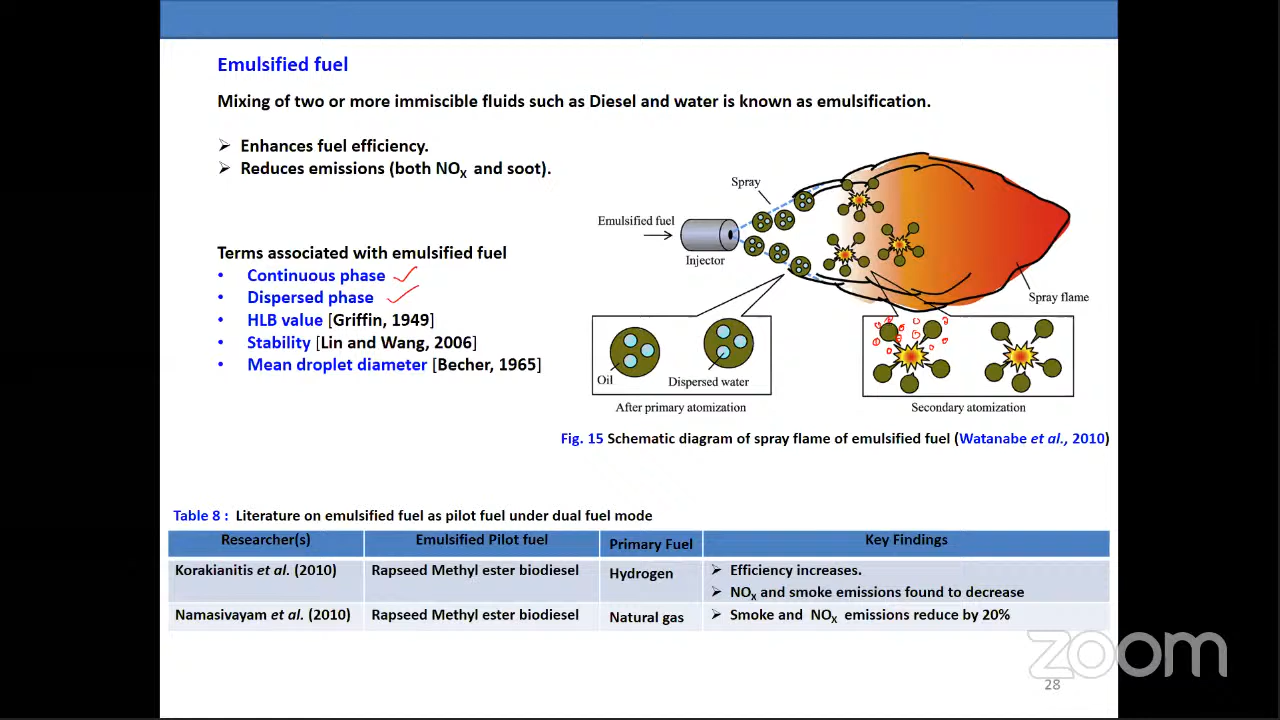 Emulsified fuel
Mixing of two or more immiscible fluids such as Diesel and water is known as emulsification.
➢ Enhances fuel efficiency.
➢ Reduces emissions (both NOX and soot).
Terms associated with emulsified fuel
• Continuous phase
• Dispersed phase
• HLB value [Griffin, 1949]
• Stability [Lin and Wang, 2006]
• Mean droplet diameter [Becher, 1965]
Spray
Emulsified fuel
Injector
Spray flame
Oil
Dispersed water
After primary atomization
Secondary atomization
Fig. 15 Schematic diagram of spray flame of emulsified fuel (Watanabe et al., 2010)
Table 8 : Literature on emulsified fuel as pilot fuel under dual fuel mode
Researcher(s) Emulsified Pilot fuel Primary Fuel Key Findings
Korakianitis et al. (2010) Rapseed Methyl ester biodiesel Hydrogen ➢ Efficiency increases.
➢ NOX and smoke emissions found to decrease
Namasivayam et al. (2010) Rapseed Methyl ester biodiesel Natural gas ➢ Smoke and NOX emissions reduce by 20%
zoom
28